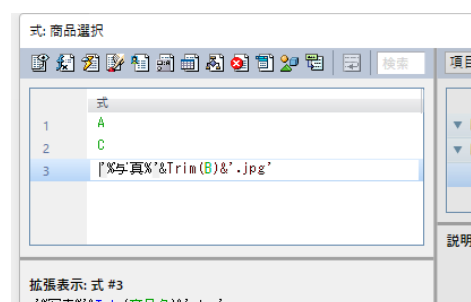 式: 商品選択
検索
項目
式
1 A
2 C
3 '%写真%'&Trim(B)&'.jpg'
説明
拡張表示: 式 #3